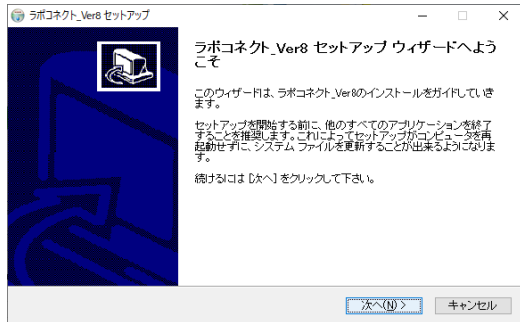 ラボコネクト_Ver8 セットアップ
ラボコネクト_Ver8 セットアップ ウィザードへよう
こそ
このウィザードは、ラボコネクト_Ver8のインストールをガイドしていき
ます。
セットアップを開始する前に、他のすべてのアプリケーションを終了
することを推奨します。これによってセットアップがコンピュータを再
起動せずに、システム ファイルを更新することが出来るようになりま
す。
続けるには [次へ] をクリックして下さい。
次へ(N) >
キャンセル